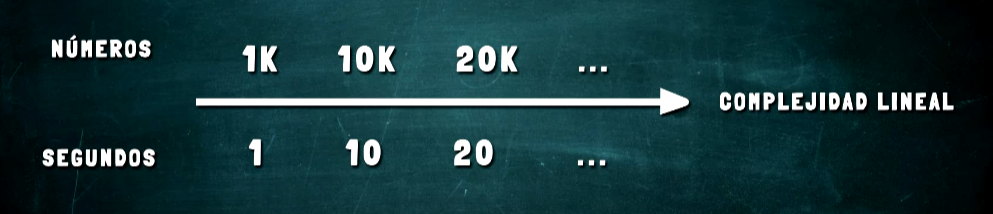 NÚMEROS 1K 10K 20K ...
COMPLEJIDAD LINEAL
SEGUNDOS 1 10 20 ...